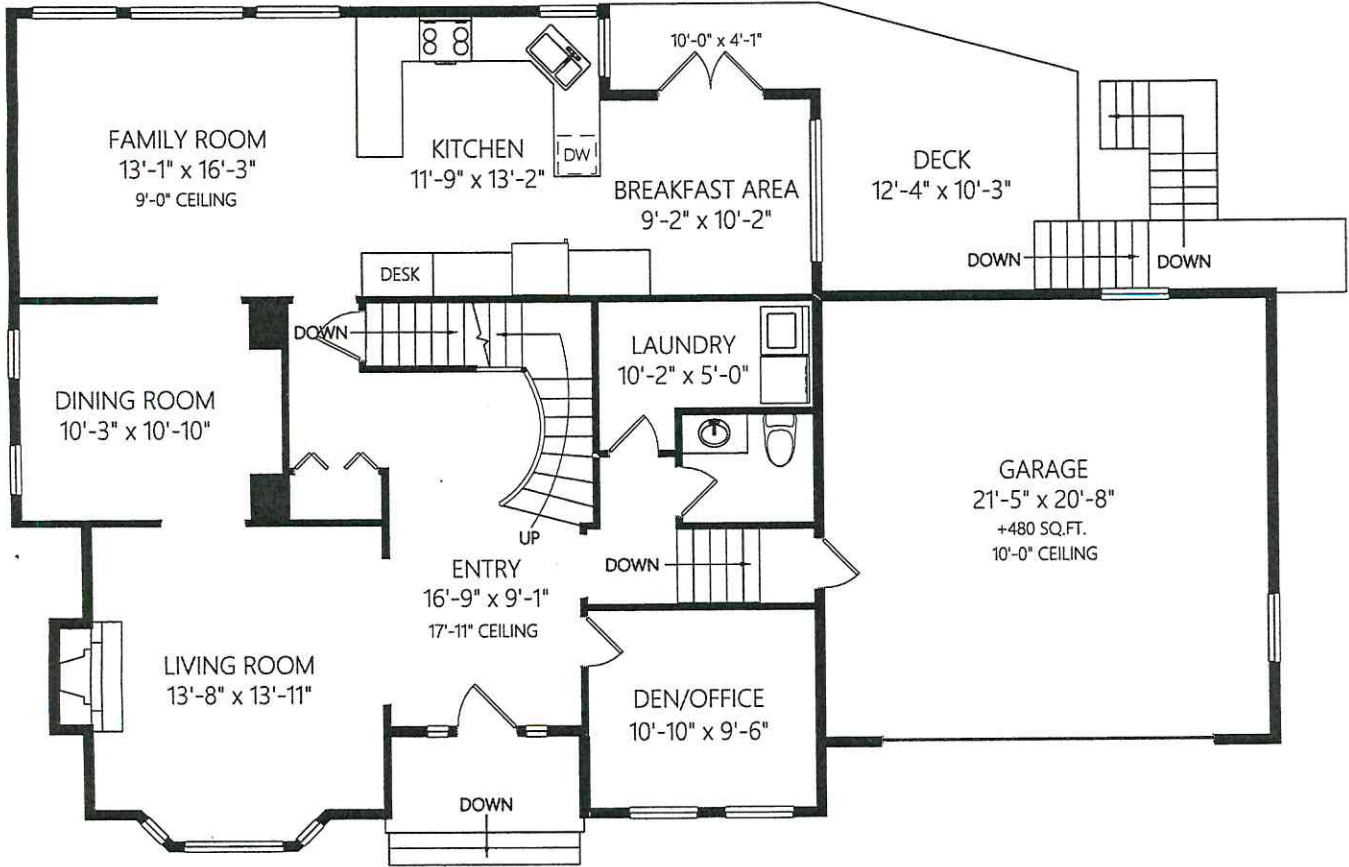 10'-0" x 4'-1"
FAMILY ROOM
13'-1" x 16'-3"
9'-0" CEILING
KITCHEN
11'-9" x 13'-2"
DW
BREAKFAST AREA
9'-2" x 10'-2"
DECK
12'-4" x 10'-3"
DOWN
DOWN
DESK
DOWN
LAUNDRY
10'-2" x 5'-0"
DINING ROOM
10'-3" x 10'-10"
UP
GARAGE
21'-5" x 20'-8"
+480 SQ.FT.
10'-0" CEILING
ENTRY
16'-9" x 9'-1"
17'-11" CEILING
DOWN
LIVING ROOM
13'-8" x 13'-11"
DEN/OFFICE
10'-10" x 9'-6"
DOWN